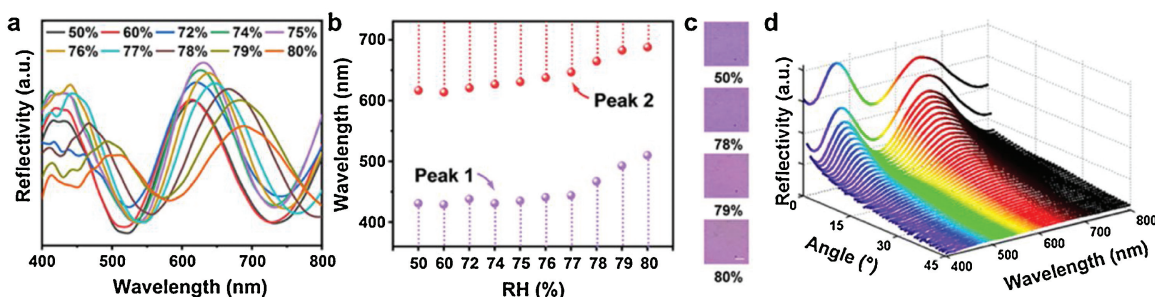 a
50% 60% 72% 74% 75%
76% 77% 78% 79% 80%
Reflectivity (a.u.)
400 500 600 700 800
Wavelength (nm)
b
Wavelength (nm)
700
600
500
400
Peak 2
Peak 1
50 60 72 74 75 76 77 78 79 80
RH (%)
c
50%
78%
79%
80%
d
Reflectivity (a.u.)
0
15
30
45
Angle (°)
400
500
600
700
800
Wavelength (nm)